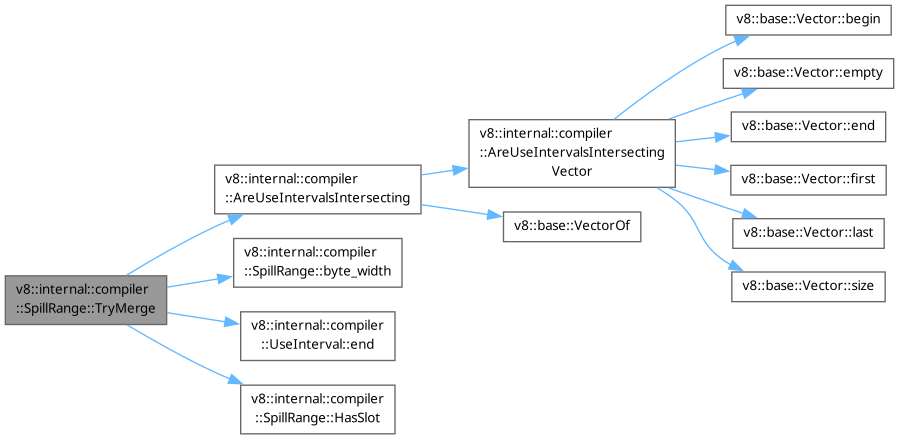 v8::internal::compiler
::SpillRange::TryMerge
v8::internal::compiler
::AreUseIntervalsIntersecting
v8::internal::compiler
::SpillRange::byte_width
v8::internal::compiler
::UseInterval::end
v8::internal::compiler
::SpillRange::HasSlot
v8::internal::compiler
::AreUseIntervalsIntersecting
Vector
v8::base::VectorOf
v8::base::Vector::begin
v8::base::Vector::empty
v8::base::Vector::end
v8::base::Vector::first
v8::base::Vector::last
v8::base::Vector::size